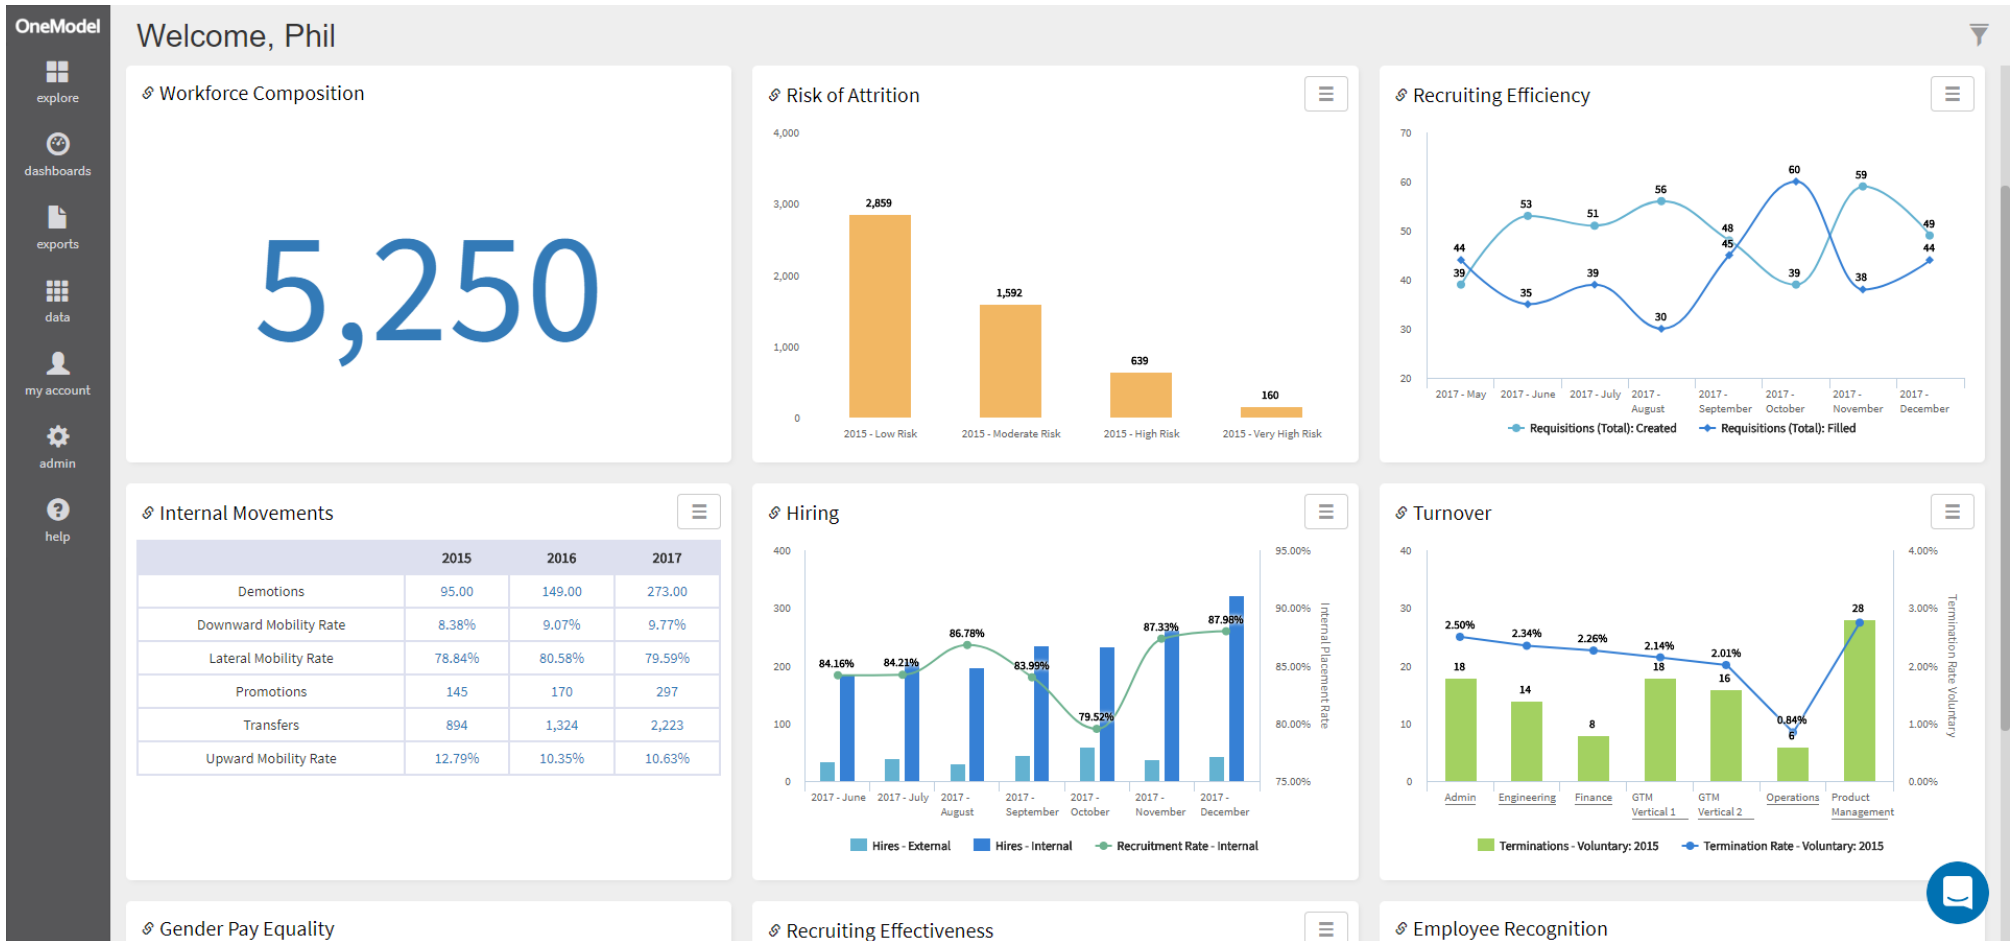 OneModel
explore
dashboards
exports
data
my account
admin
help
Welcome, Phil
Workforce Composition
5,250
Risk of Attrition
4,000
3,000
2,000
1,000
0
2,859
1,592
639
160
2015 - Low Risk
2015 - Moderate Risk
2015 - High Risk
2015 - Very High Risk
Recruiting Efficiency
70
60
50
40
30
20
44
39
53
35
51
39
56
30
48
45
60
39
59
38
49
44
2017 - May
2017 - June
2017 - July
2017 - August
2017 - September
2017 - October
2017 - November
2017 - December
Requisitions (Total): Created
Requisitions (Total): Filled
Internal Movements
2015 2016 2017
Demotions 95.00 149.00 273.00
Downward Mobility Rate 8.38% 9.07% 9.77%
Lateral Mobility Rate 78.84% 80.58% 79.59%
Promotions 145 170 297
Transfers 894 1,324 2,223
Upward Mobility Rate 12.79% 10.35% 10.63%
Hiring
400
300
200
100
0
84.16%
84.21%
86.78%
83.99%
79.52%
87.33%
87.98%
95.00%
90.00%
85.00%
80.00%
75.00%
Internal Placement Rate
2017 - June
2017 - July
2017 - August
2017 - September
2017 - October
2017 - November
2017 - December
Hires - External
Hires - Internal
Recruitment Rate - Internal
Turnover
40
30
20
10
0
2.50%
18
2.34%
14
2.26%
8
2.14%
18
2.01%
16
0.84%
6
28
4.00%
3.00%
2.00%
1.00%
0.00%
Termination Rate Voluntary
Admin
Engineering
Finance
GTM Vertical 1
GTM Vertical 2
Operations
Product Management
Terminations - Voluntary: 2015
Termination Rate - Voluntary: 2015
Gender Pay Equality
Recruiting Effectiveness
Employee Recognition